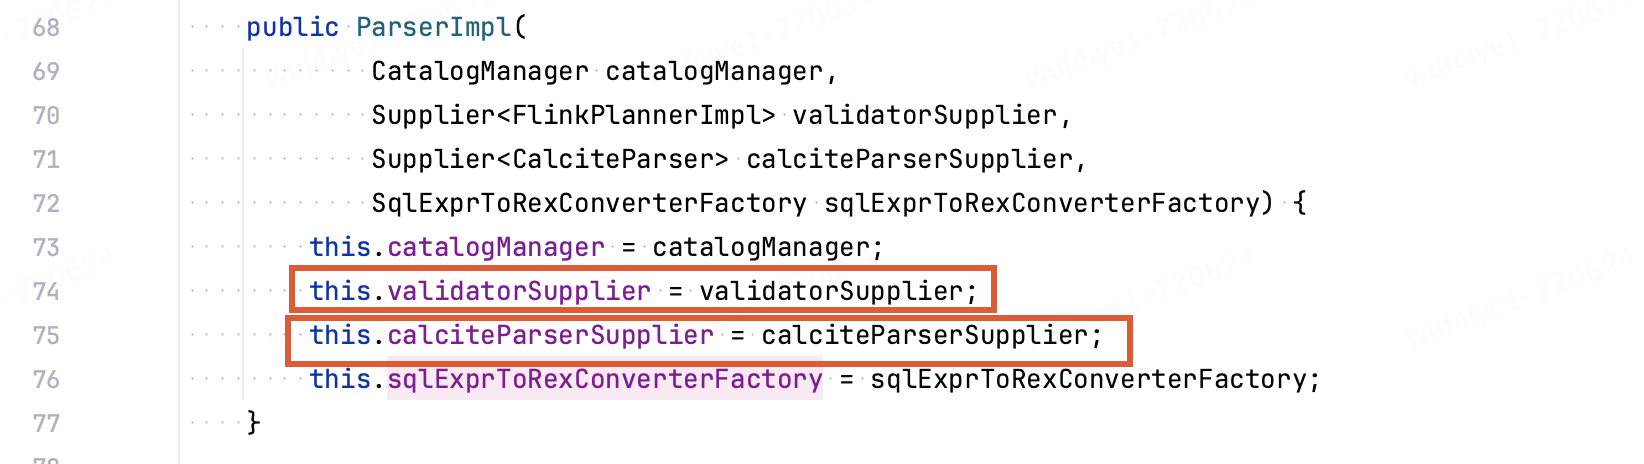 68 public ParserImpl(
69 CatalogManager catalogManager,
70 Supplier<FlinkPlannerImpl> validatorSupplier,
71 Supplier<CalciteParser> calciteParserSupplier,
72 SqlExprToRexConverterFactory sqlExprToRexConverterFactory) {
73 this.catalogManager = catalogManager;
74 this.validatorSupplier = validatorSupplier;
75 this.calciteParserSupplier = calciteParserSupplier;
76 this.sqlExprToRexConverterFactory = sqlExprToRexConverterFactory;
77 }